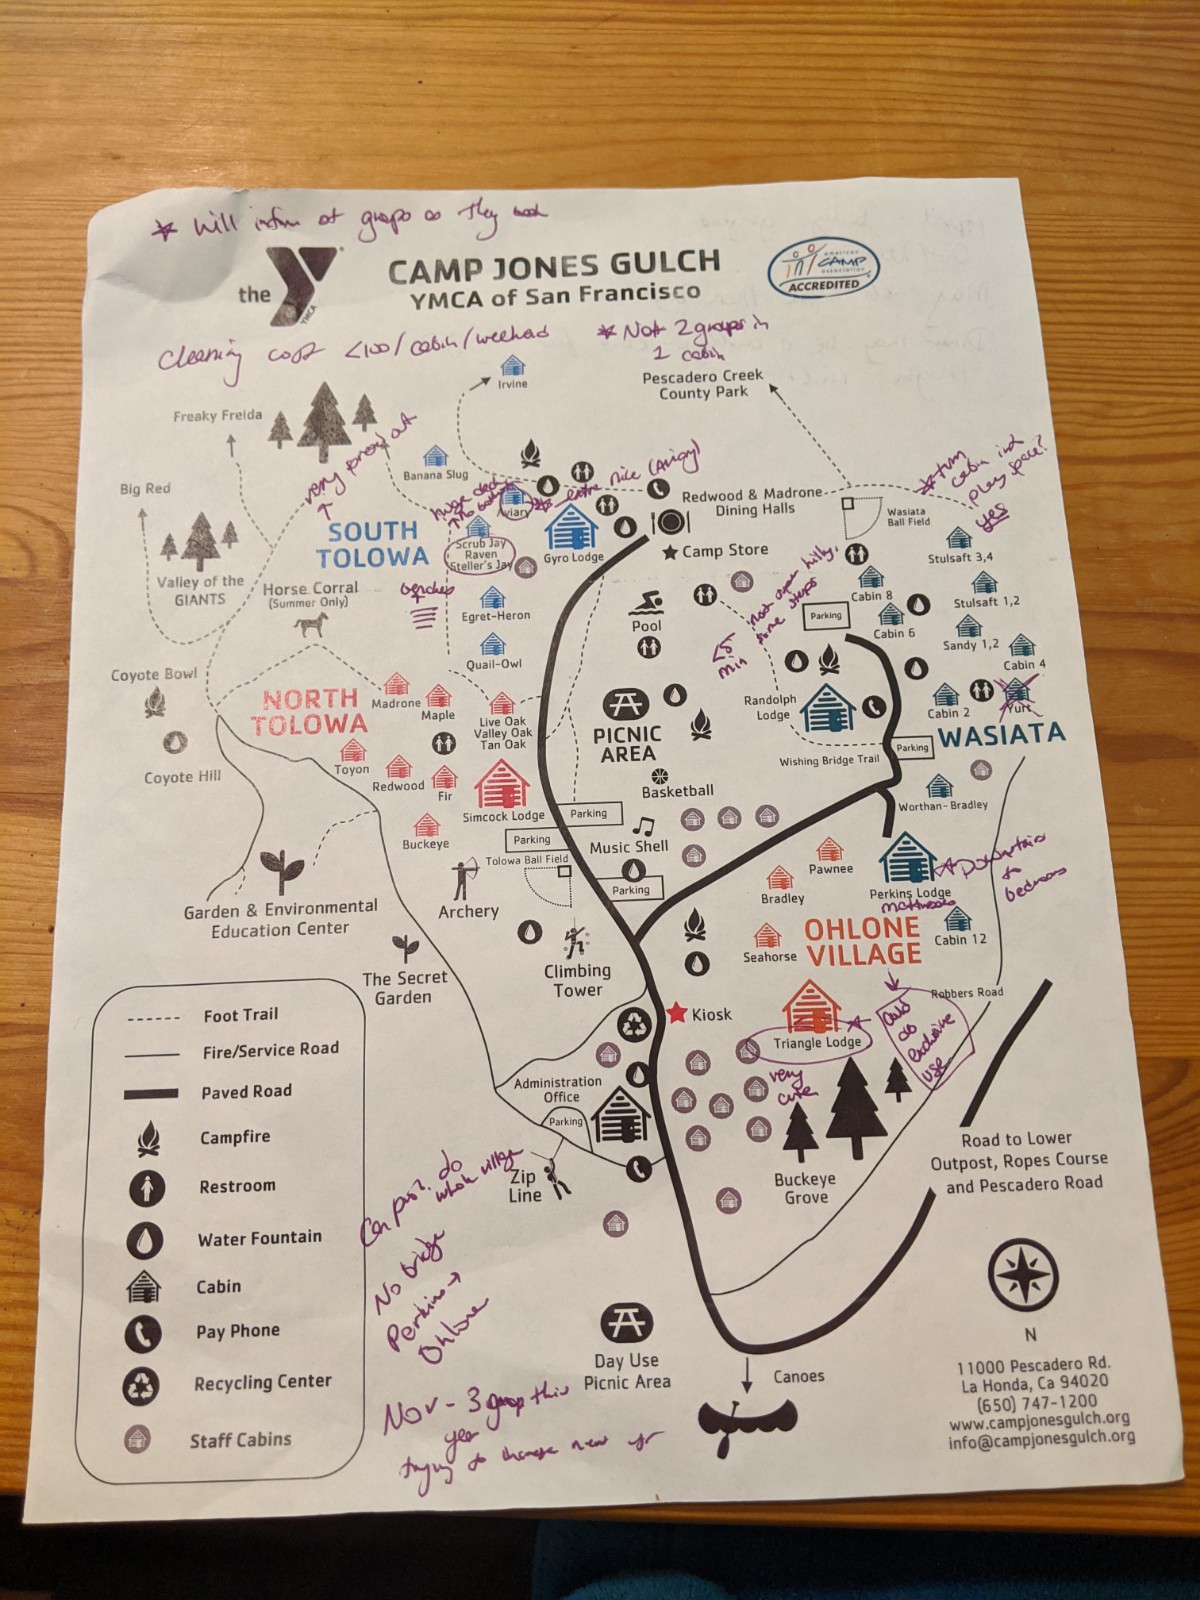 * Will inform of groups as they book
the Y
YMCA
CAMP JONES GULCH
YMCA of San Francisco
american
CAMP
association
ACCREDITED
Cleaning cost <100/cabin/weekend
* Not 2 groups in
1 cabin
Irvine
Pescadero Creek
County Park
Freaky Freida
very spread out
Banana Slug
Big Red
huge deck
no bathroom
Aviary
nice (Aviary)
Redwood & Madrone
Dining Halls
Wasiata
Ball Field
* turn
cabin into
play space?
yes
SOUTH
TOLOWA
Scrub Jay
Raven
Steller's Jay
Gyro Lodge
Camp Store
Stulsaft 3,4
Valley of the
GIANTS
Horse Corral
(Summer Only)
benches
Egret-Heron
Pool
not super hilly,
some steps
<5
min
Parking
Cabin 8
Stulsaft 1,2
Cabin 6
Sandy 1,2
Quail-Owl
Cabin 4
Coyote Bowl
NORTH
TOLOWA
Madrone
Maple
Live Oak
Valley Oak
Tan Oak
PICNIC
AREA
Randolph
Lodge
Cabin 2
Yurt
Parking
WASIATA
Wishing Bridge Trail
Coyote Hill
Toyon
Redwood
Fir
Basketball
Simcock Lodge
Worthan-Bradley
Buckeye
Parking
Parking
Music Shell
Tolowa Ball Field
Parking
Pawnee
Perkins Lodge
mattresses
* Downstairs
bedrooms
Bradley
Archery
Garden & Environmental
Education Center
Seahorse
OHLONE
VILLAGE
Cabin 12
The Secret
Garden
Climbing
Tower
Robbers Road
Kiosk
Triangle Lodge
Only
as
exclusive
use
very
cute
Foot Trail
Fire/Service Road
Paved Road
Campfire
Restroom
Water Fountain
Cabin
Pay Phone
Recycling Center
Staff Cabins
Administration
Office
Parking
Zip
Line
Buckeye
Grove
Road to Lower
Outpost, Ropes Course
and Pescadero Road
do
whole village
No bridge
Perkins →
Ohlone
Day Use
Picnic Area
Canoes
N
Nov - 3 groups this
year
trying to change next yr
11000 Pescadero Rd.
La Honda, Ca 94020
(650) 747-1200
www.campjonesgulch.org
info@campjonesgulch.org